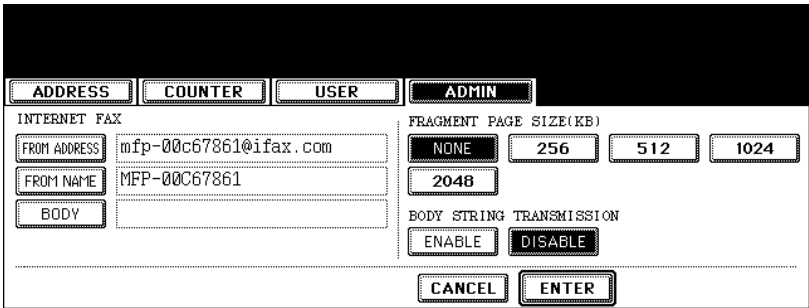 ADDRESS COUNTER USER ADMIN
INTERNET FAX
FROM ADDRESS mfp-00c67861@ifax.com
FROM NAME MFP-00C67861
BODY
FRAGMENT PAGE SIZE(KB)
NONE 256 512 1024
2048
BODY STRING TRANSMISSION
ENABLE DISABLE
CANCEL ENTER